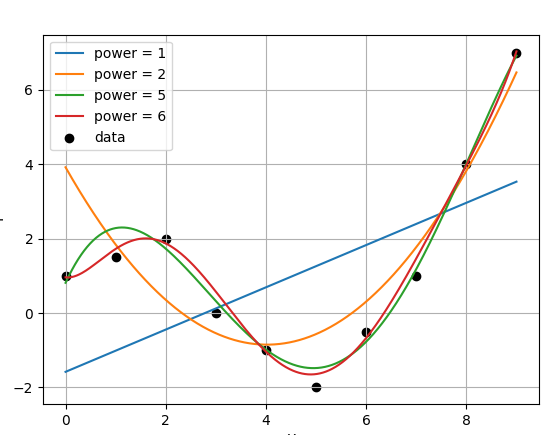 power = 1
power = 2
power = 5
power = 6
data
6
4
2
0
−2
0
2
4
6
8